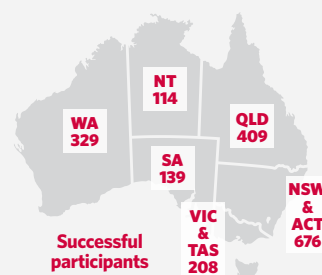 NT
114
WA
329
QLD
409
SA
139
NSW
&
ACT
676
VIC
&
TAS
208
Successful
participants